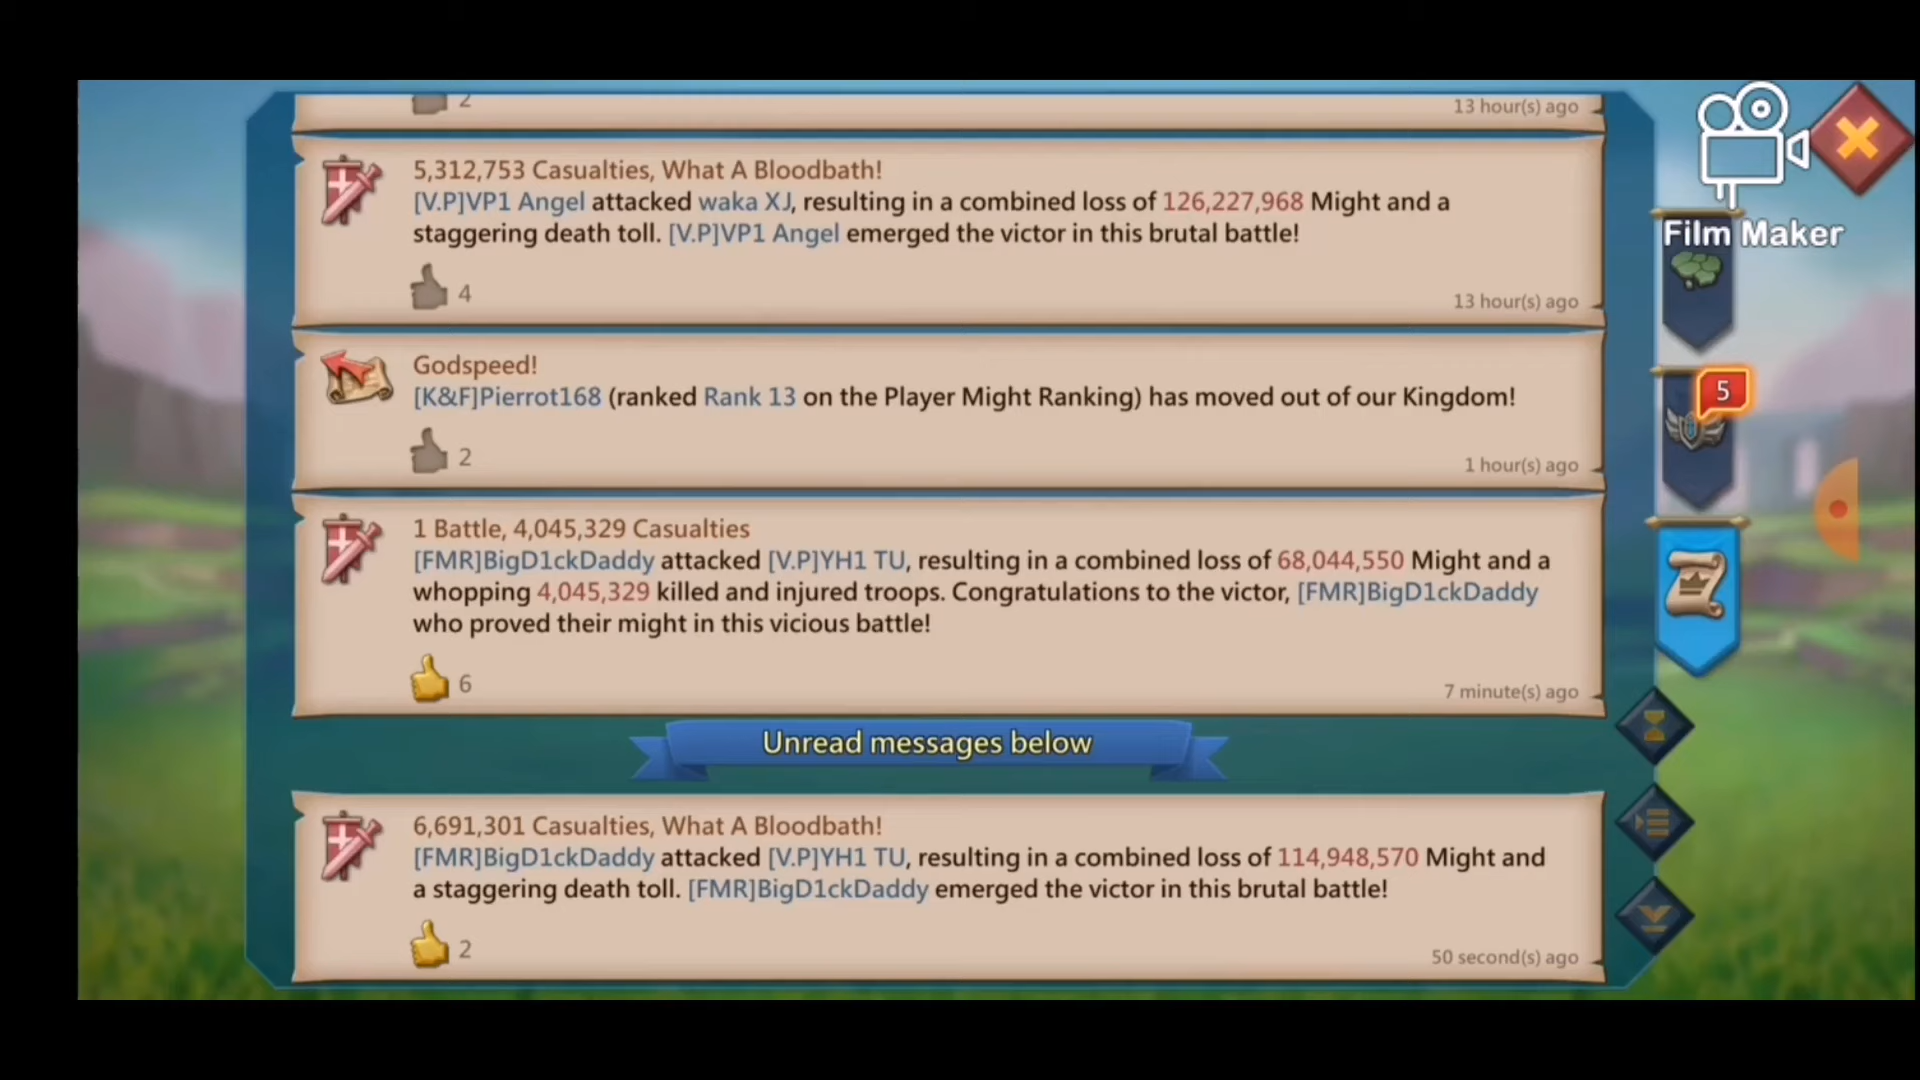 2
13 hour(s) ago
5,312,753 Casualties, What A Bloodbath!
[V.P]VP1 Angel attacked waka XJ, resulting in a combined loss of 126,227,968 Might and a
staggering death toll. [V.P]VP1 Angel emerged the victor in this brutal battle!
4
13 hour(s) ago
Film Maker
Godspeed!
[K&F]Pierrot168 (ranked Rank 13 on the Player Might Ranking) has moved out of our Kingdom!
2
1 hour(s) ago
5
1 Battle, 4,045,329 Casualties
[FMR]BigD1ckDaddy attacked [V.P]YH1 TU, resulting in a combined loss of 68,044,550 Might and a
whopping 4,045,329 killed and injured troops. Congratulations to the victor, [FMR]BigD1ckDaddy
who proved their might in this vicious battle!
6
7 minute(s) ago
Unread messages below
6,691,301 Casualties, What A Bloodbath!
[FMR]BigD1ckDaddy attacked [V.P]YH1 TU, resulting in a combined loss of 114,948,570 Might and
a staggering death toll. [FMR]BigD1ckDaddy emerged the victor in this brutal battle!
2
50 second(s) ago